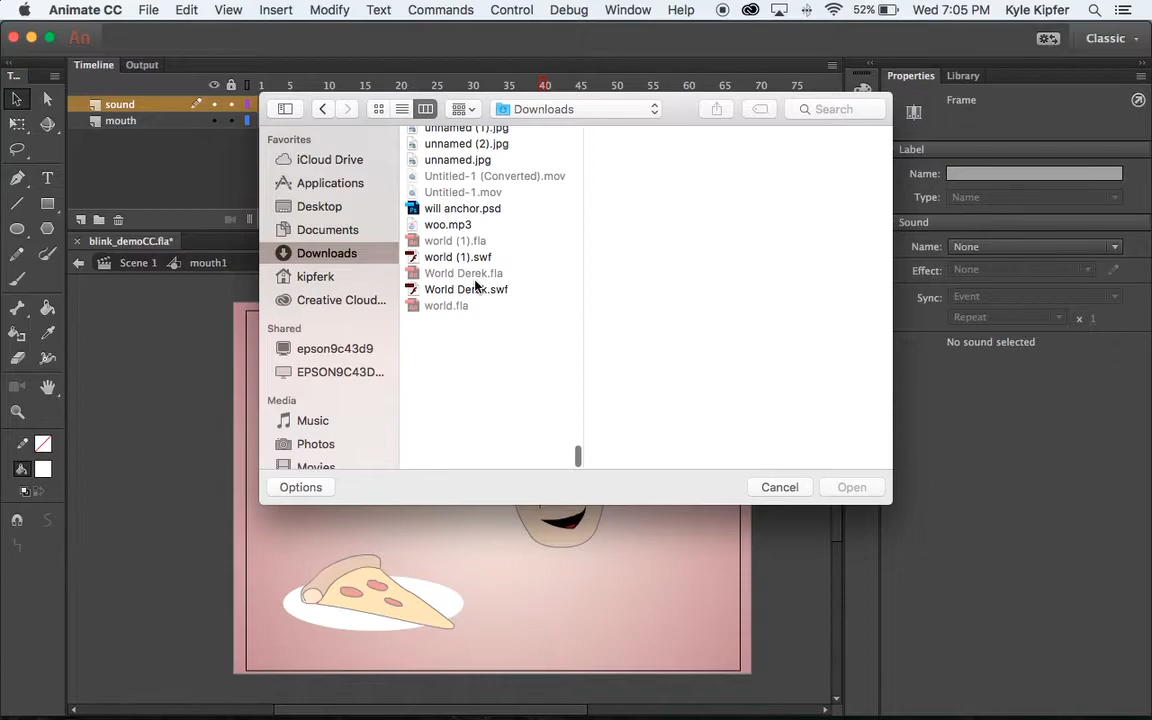 Animate CC File Edit View Insert Modify Text Commands Control Debug Window Help 52% Wed 7:05 PM Kyle Kipfer
An Classic
T... Timeline Output Properties Library
1 5 10 15 20 25 30 35 40 45 50 55 60 65 70 75
sound
mouth
blink_demoCC.fla*
Scene 1 mouth1
Downloads Search
Favorites
iCloud Drive
Applications
Desktop
Documents
Downloads
kipferk
Creative Cloud...
Shared
epson9c43d9
EPSON9C43D...
Media
Music
Photos
Movies
unnamed (1).jpg
unnamed (2).jpg
unnamed.jpg
Untitled-1 (Converted).mov
Untitled-1.mov
will anchor.psd
woo.mp3
world (1).fla
world (1).swf
World Derek.fla
World Derek.swf
world.fla
Options Cancel Open
Frame
Label
Name:
Type: Name
Sound
Name: None
Effect: None
Sync: Event
Repeat x 1
No sound selected